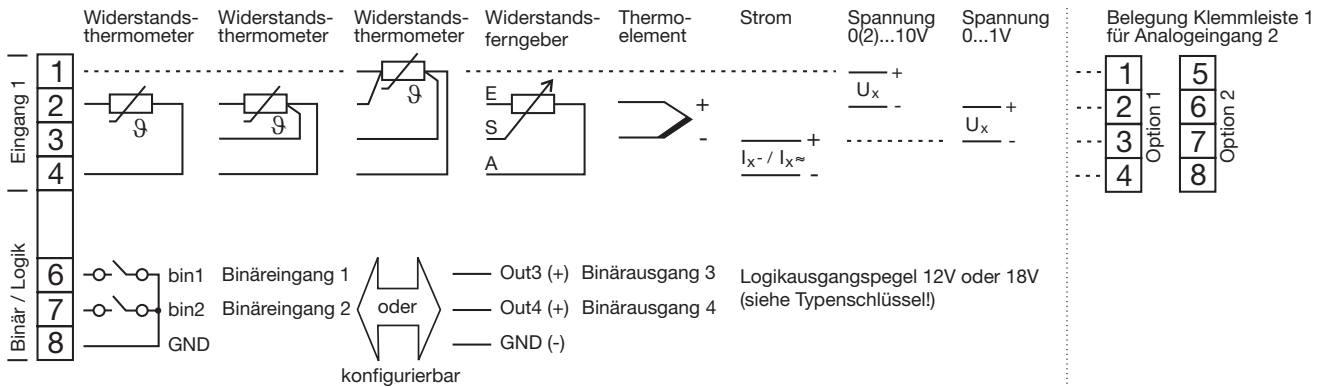 Widerstands-
thermometer
Widerstands-
thermometer
Widerstands-
thermometer
Widerstands-
ferngeber
Thermo-
element
Strom
Spannung
0(2)...10V
Spannung
0...1V
Belegung Klemmleiste 1
für Analogeingang 2
Eingang 1
1
2
3
4
ϑ
ϑ
ϑ
E
S
A
+
-
+
Ix- / Ix≈
-
+
Ux
-
+
Ux
-
1
2
3
4
Option 1
5
6
7
8
Option 2
Binär / Logik
6
7
8
bin1 Binäreingang 1
bin2 Binäreingang 2
GND
oder
konfigurierbar
Out3 (+) Binärausgang 3
Out4 (+) Binärausgang 4
GND (-)
Logikausgangspegel 12V oder 18V
(siehe Typenschlüssel!)